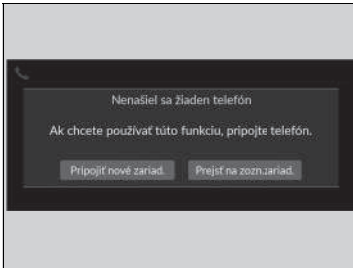 Nenašiel sa žiaden telefón
Ak chcete používať túto funkciu, pripojte telefón.
Pripojiť nové zariad.
Prejsť na zozn.zariad.